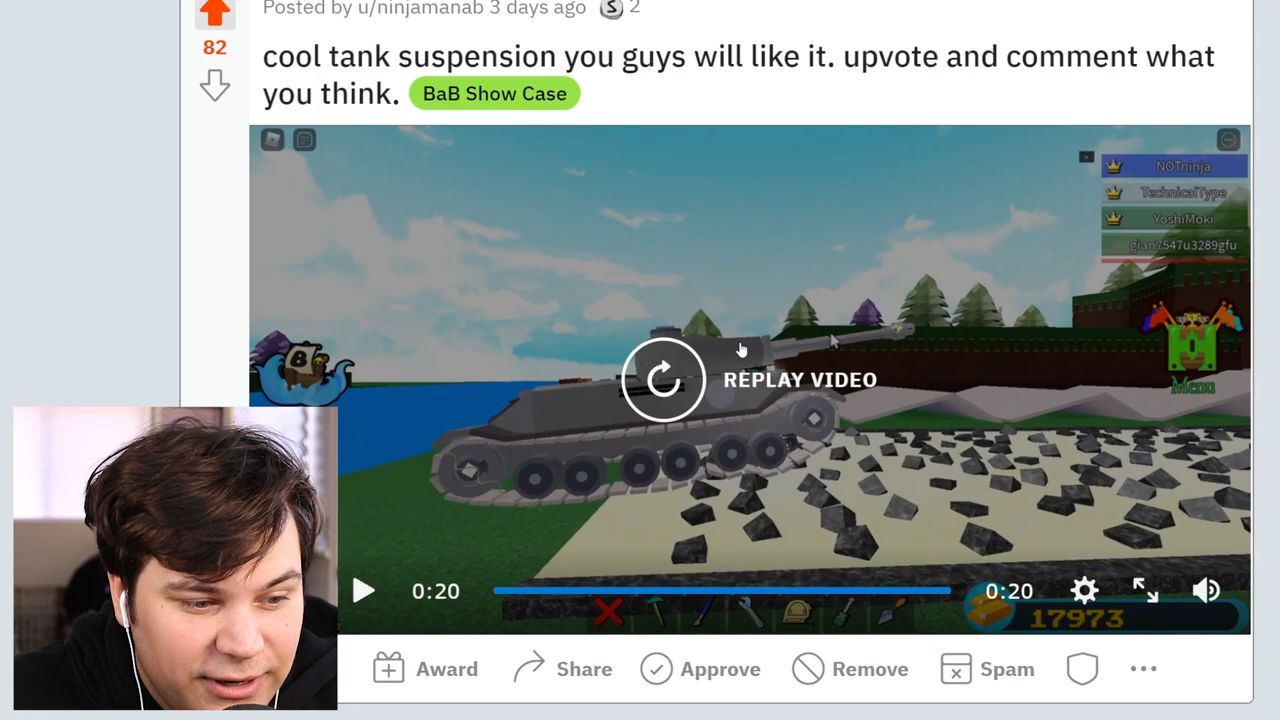 Posted by u/ninjamanab 3 days ago S 2
82
cool tank suspension you guys will like it. upvote and comment what
you think. BaB Show Case
NOTninja
TechnicalType
YoshiMoki
gian7547u3289gfu
B
REPLAY VIDEO
Menu
0:20
0:20
17973
Award
Share
Approve
Remove
Spam